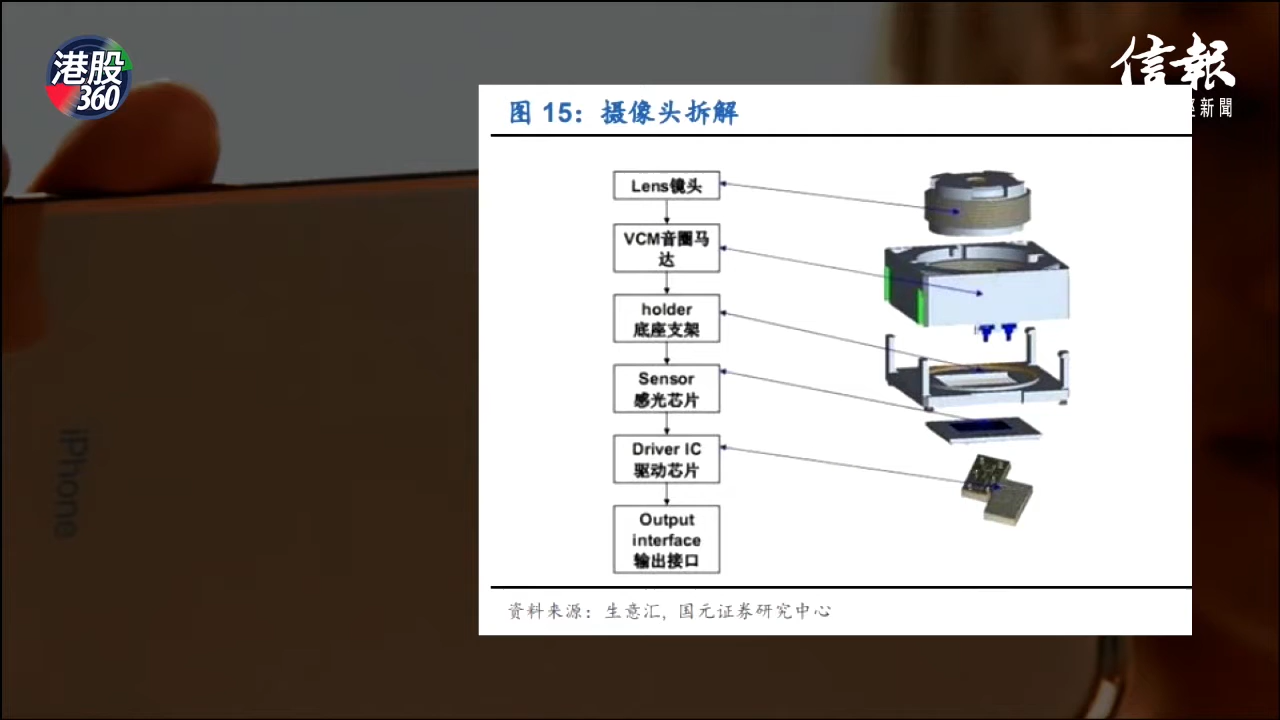 港股
360
信報
新聞
图 15：摄像头拆解
Lens镜头
VCM音圈马
达
holder
底座支架
Sensor
感光芯片
Driver IC
驱动芯片
Output
interface
输出接口
资料来源：生意汇，国元证券研究中心
iPhone